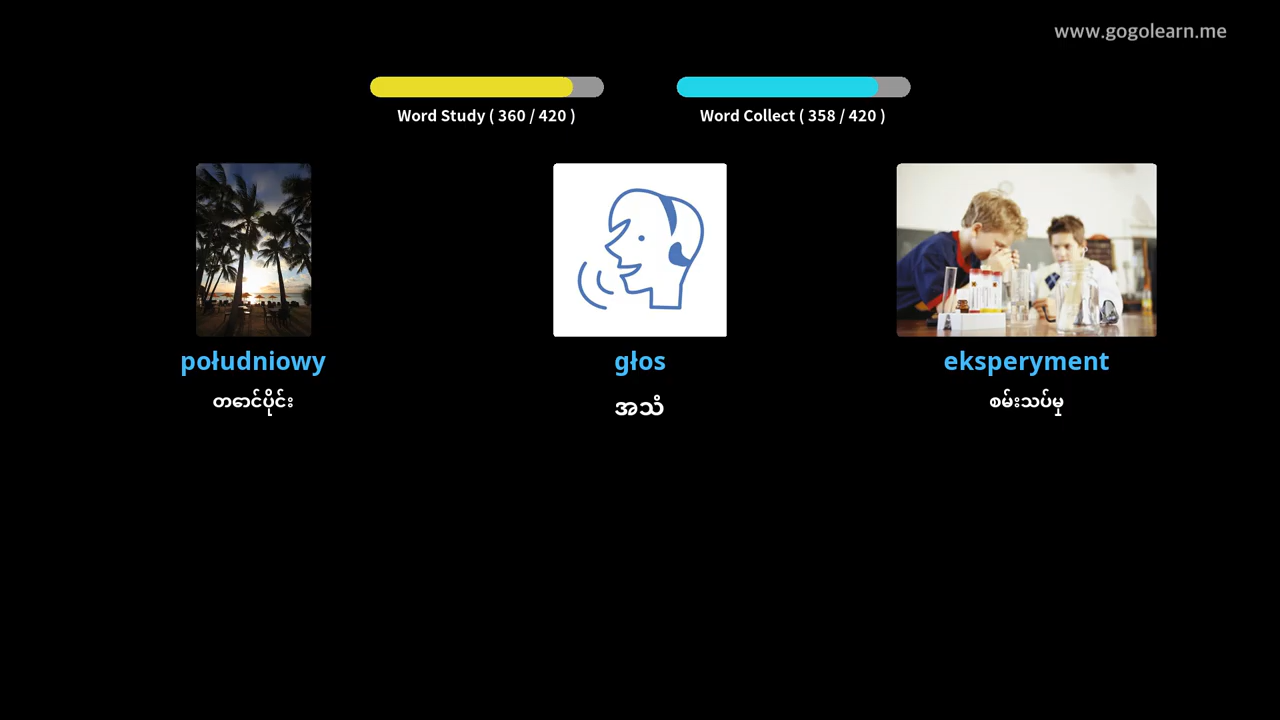 www.gogolearn.me
Word Study ( 360 / 420 )
Word Collect ( 358 / 420 )
południowy
głos
eksperyment
တောင်ပိုင်း
အသံ
စမ်းသပ်မှု